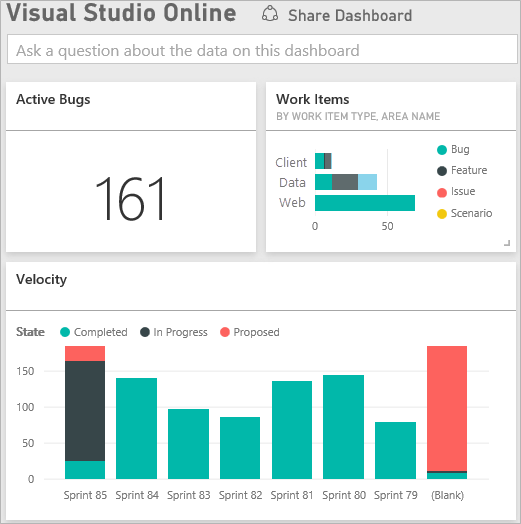 Visual Studio Online Share Dashboard
Ask a question about the data on this dashboard
Active Bugs
161
Work Items
BY WORK ITEM TYPE, AREA NAME
Client
Data
Web
0 50
Bug
Feature
Issue
Scenario
Velocity
State Completed In Progress Proposed
150
100
50
0
Sprint 85 Sprint 84 Sprint 83 Sprint 82 Sprint 81 Sprint 80 Sprint 79 (Blank)